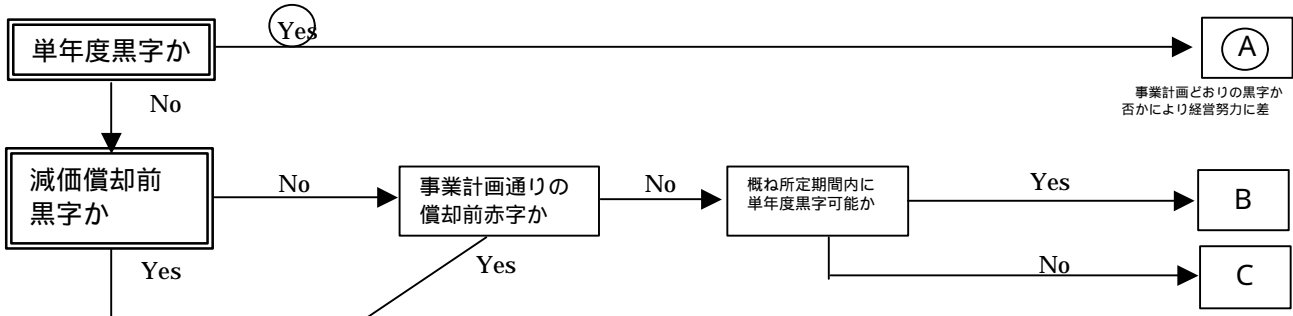 単年度黒字か
Yes
A
事業計画どおりの黒字か
否かにより経営努力に差
No
減価償却前
黒字か
No
事業計画通りの
償却前赤字か
No
概ね所定期間内に
単年度黒字可能か
Yes
B
Yes
Yes
No
C